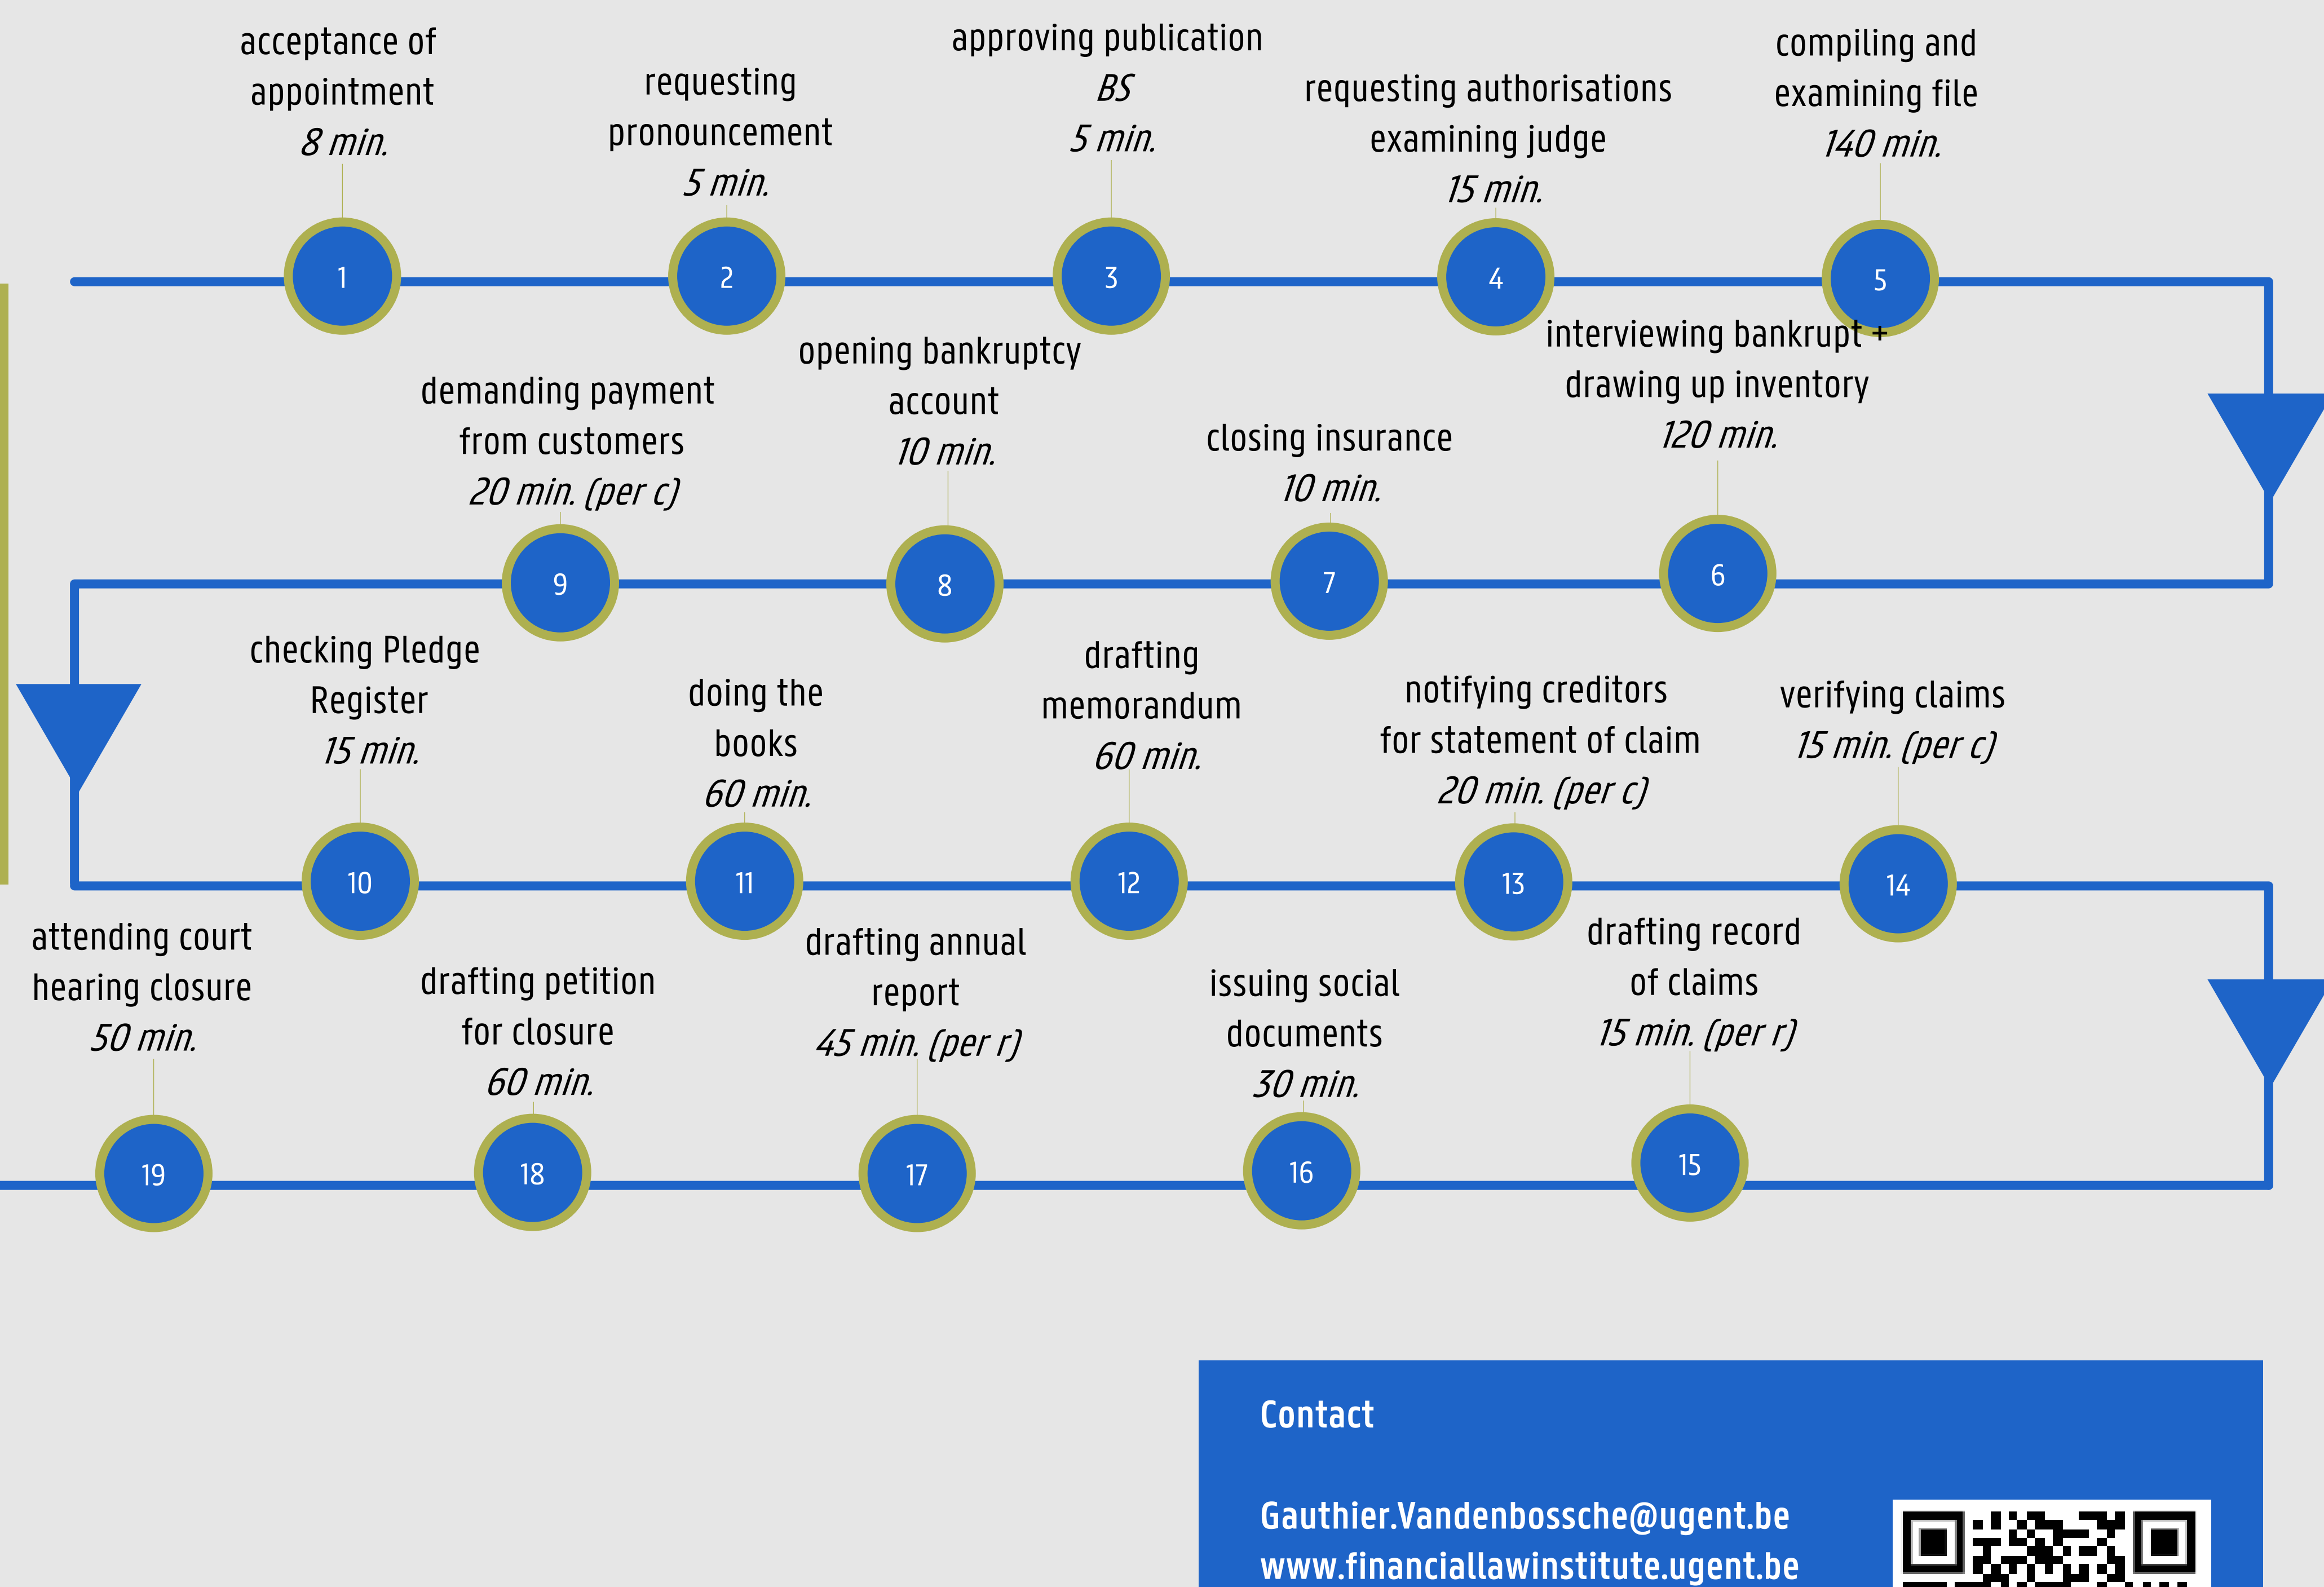 acceptance of
appointment
8 min.
1
requesting
pronouncement
5 min.
2
approving publication
BS
5 min.
3
requesting authorisations
examining judge
15 min.
4
compiling and
examining file
140 min.
5
interviewing bankrupt +
drawing up inventory
120 min.
6
closing insurance
10 min.
7
opening bankruptcy
account
10 min.
8
demanding payment
from customers
20 min. (per c)
9
checking Pledge
Register
15 min.
10
doing the
books
60 min.
11
drafting
memorandum
60 min.
12
notifying creditors
for statement of claim
20 min. (per c)
13
verifying claims
15 min. (per c)
14
drafting record
of claims
15 min. (per r)
15
issuing social
documents
30 min.
16
drafting annual
report
45 min. (per r)
17
drafting petition
for closure
60 min.
18
attending court
hearing closure
50 min.
19
Contact
Gauthier.Vandenbossche@ugent.be
www.financiallawinstitute.ugent.be